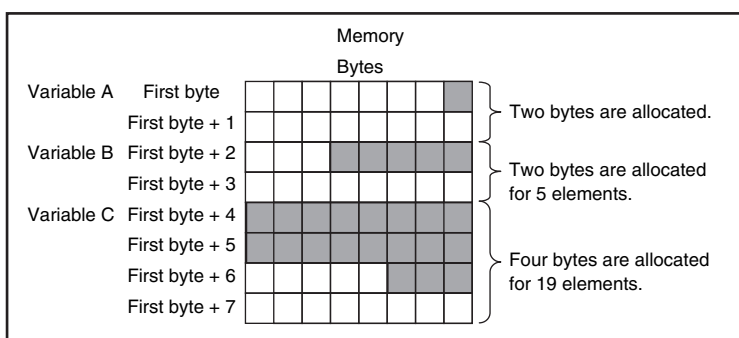 Memory
Bytes
Variable A First byte
First byte + 1
Two bytes are allocated.
Variable B First byte + 2
First byte + 3
Two bytes are allocated
for 5 elements.
Variable C First byte + 4
First byte + 5
First byte + 6
First byte + 7
Four bytes are allocated
for 19 elements.